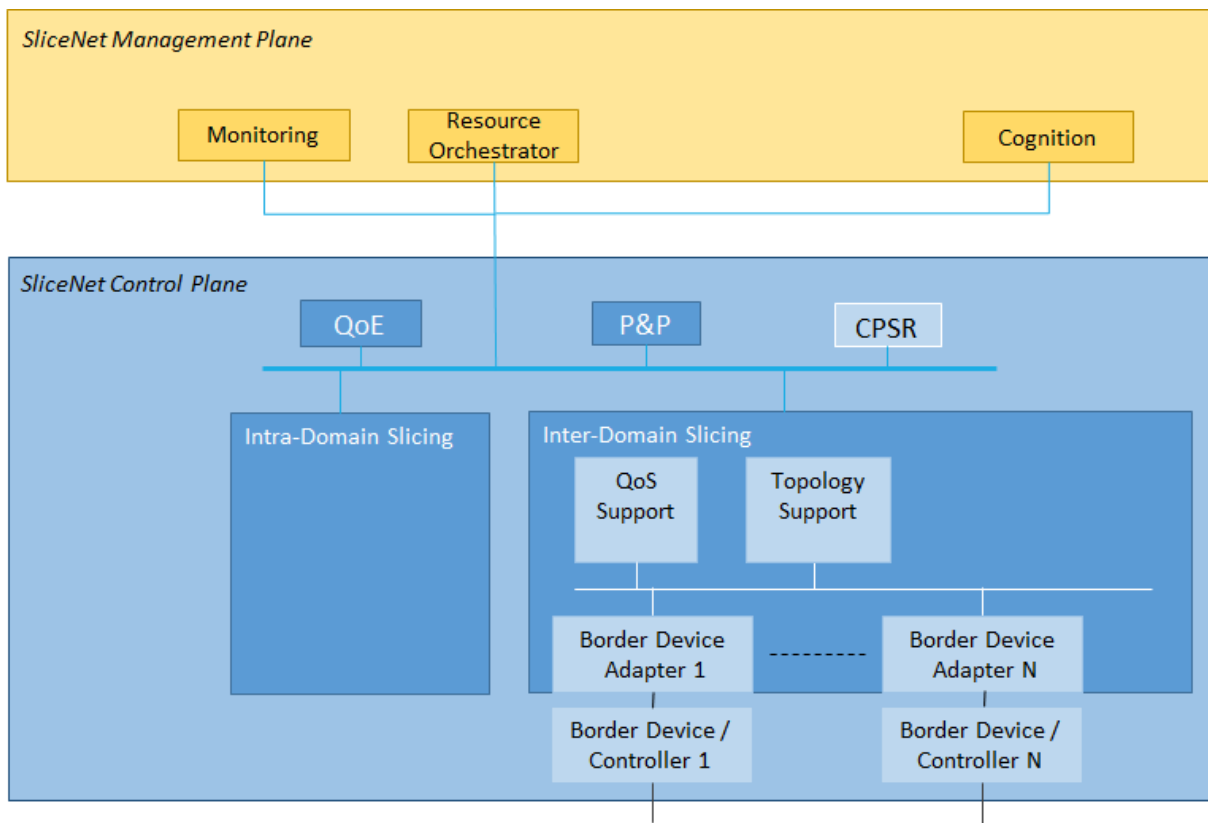 SliceNet Management Plane
Monitoring
Resource
Orchestrator
Cognition
SliceNet Control Plane
QoE
P&P
CPSR
Intra-Domain Slicing
Inter-Domain Slicing
QoS
Support
Topology
Support
Border Device
Adapter 1
Border Device
Adapter N
Border Device /
Controller 1
Border Device /
Controller N